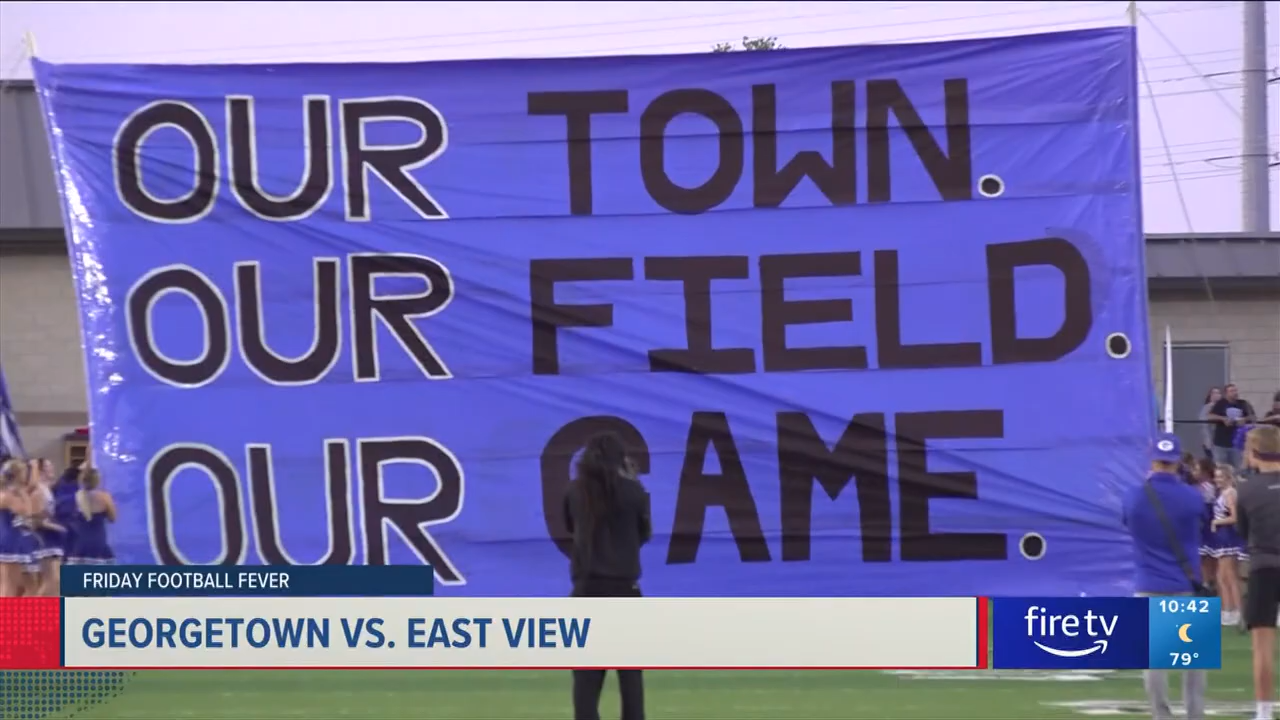 OUR TOWN.
OUR FIELD.
OUR GAME.
FRIDAY FOOTBALL FEVER
GEORGETOWN VS. EAST VIEW
fire tv
10:42
79°